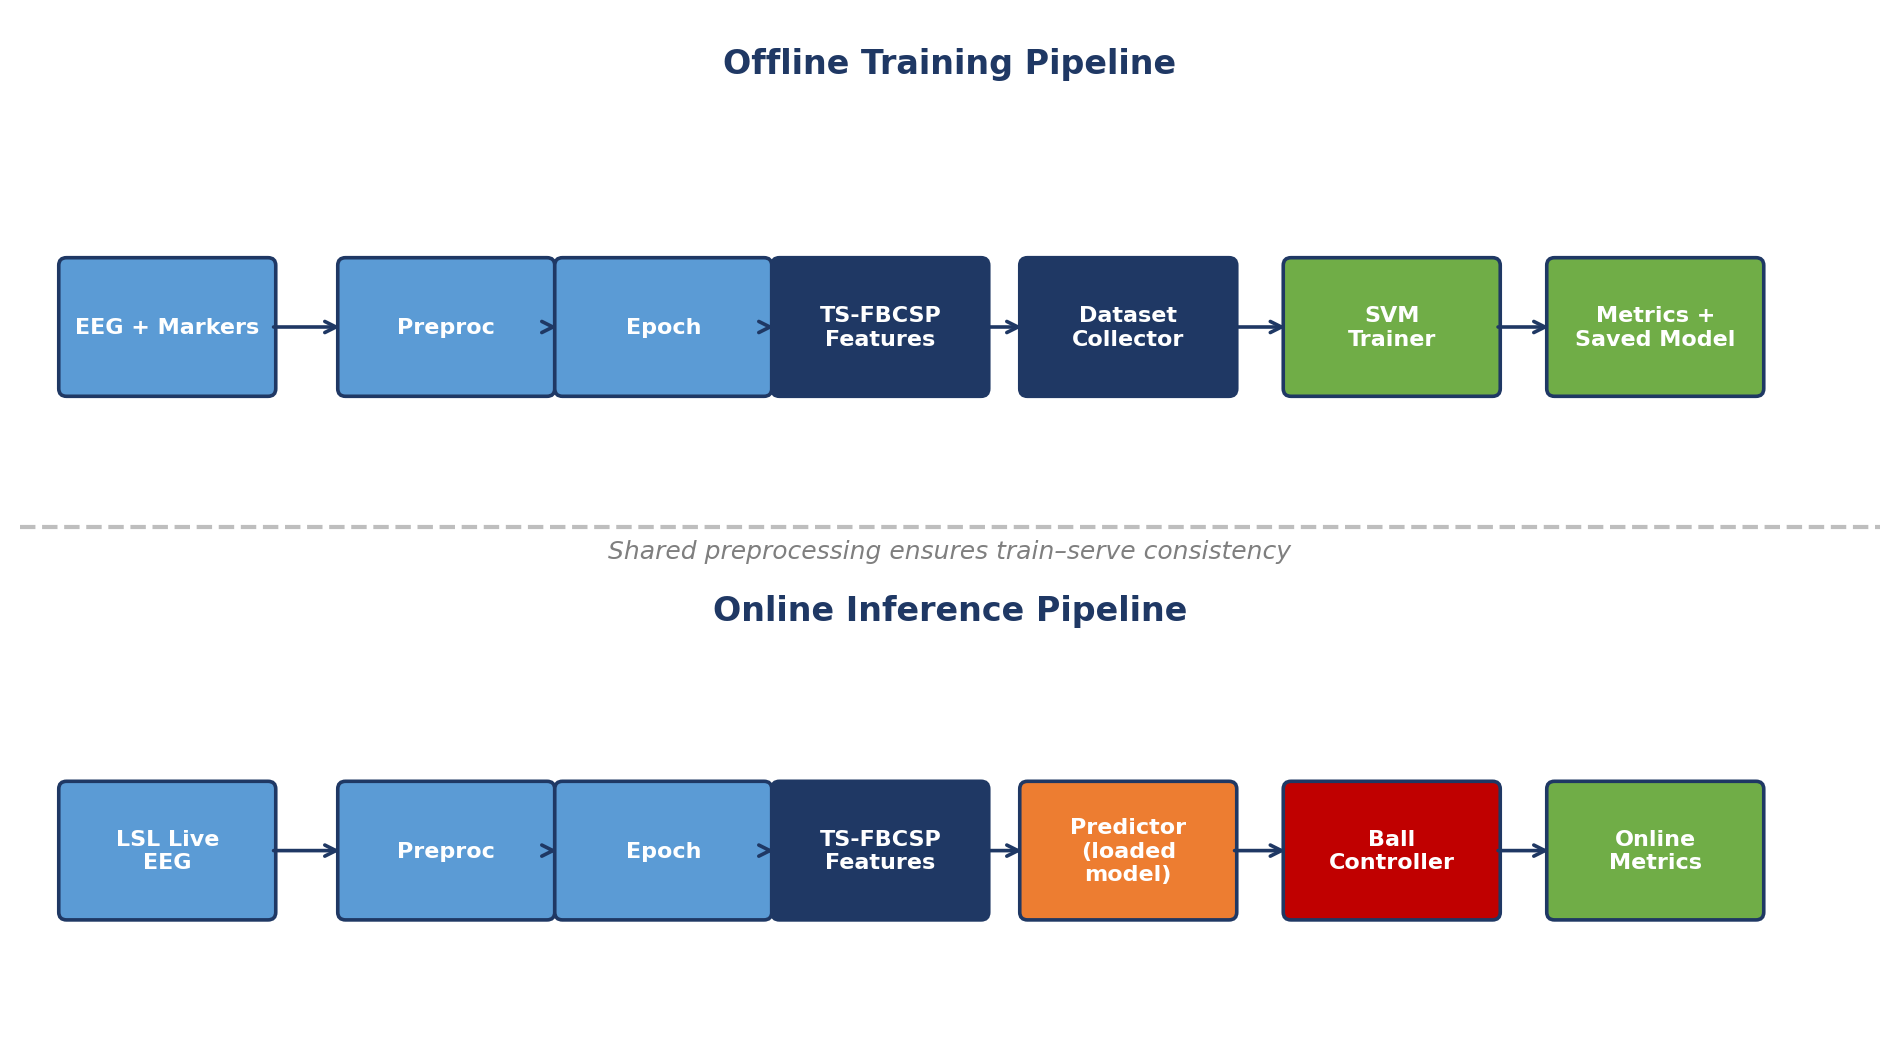 Offline Training Pipeline
EEG + Markers
Preproc
Epoch
TS-FBCSP
Features
Dataset
Collector
SVM
Trainer
Metrics +
Saved Model
Shared preprocessing ensures train–serve consistency
Online Inference Pipeline
LSL Live
EEG
Preproc
Epoch
TS-FBCSP
Features
Predictor
(loaded
model)
Ball
Controller
Online
Metrics